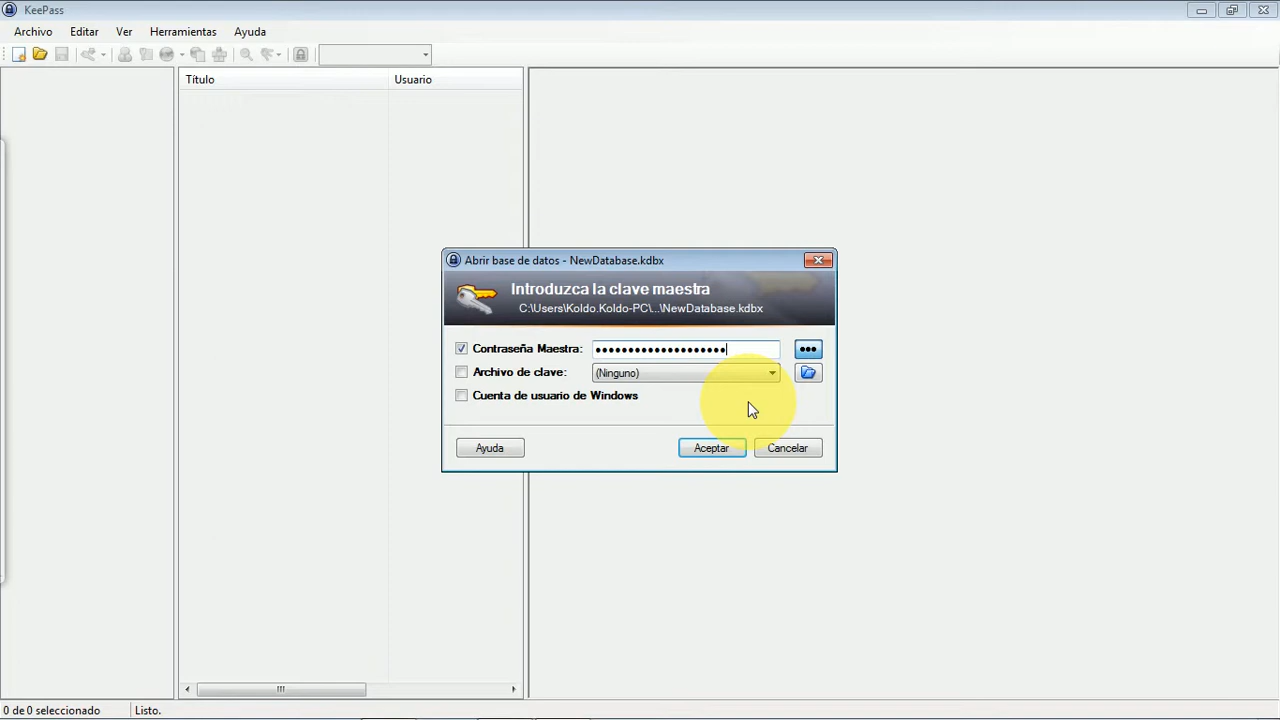 KeePass
Archivo Editar Ver Herramientas Ayuda
Título Usuario
Abrir base de datos - NewDatabase.kdbx
Introduzca la clave maestra
C:\Users\Koldo.Koldo-PC\...\NewDatabase.kdbx
Contraseña Maestra: ●●●●●●●●●●●●●●●●●●●●
Archivo de clave: (Ninguno)
Cuenta de usuario de Windows
Ayuda Aceptar Cancelar
0 de 0 seleccionado Listo.